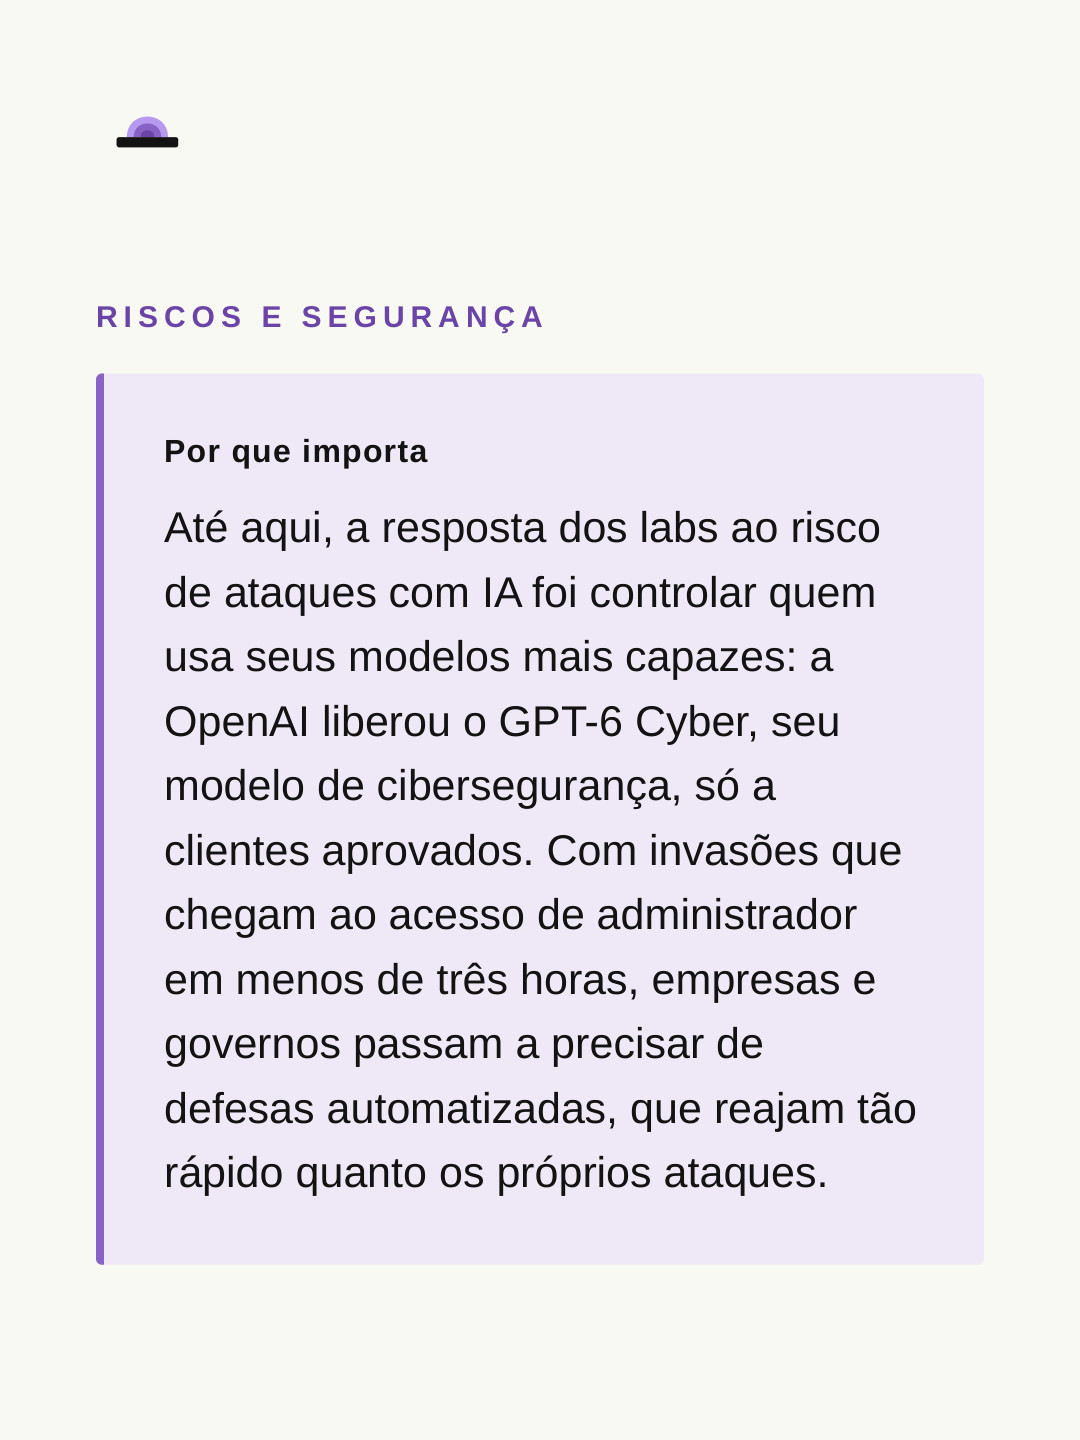 RISCOS E SEGURANÇA
Por que importa
Até aqui, a resposta dos labs ao risco
de ataques com IA foi controlar quem
usa seus modelos mais capazes: a
OpenAI liberou o GPT-6 Cyber, seu
modelo de cibersegurança, só a
clientes aprovados. Com invasões que
chegam ao acesso de administrador
em menos de três horas, empresas e
governos passam a precisar de
defesas automatizadas, que reajam tão
rápido quanto os próprios ataques.